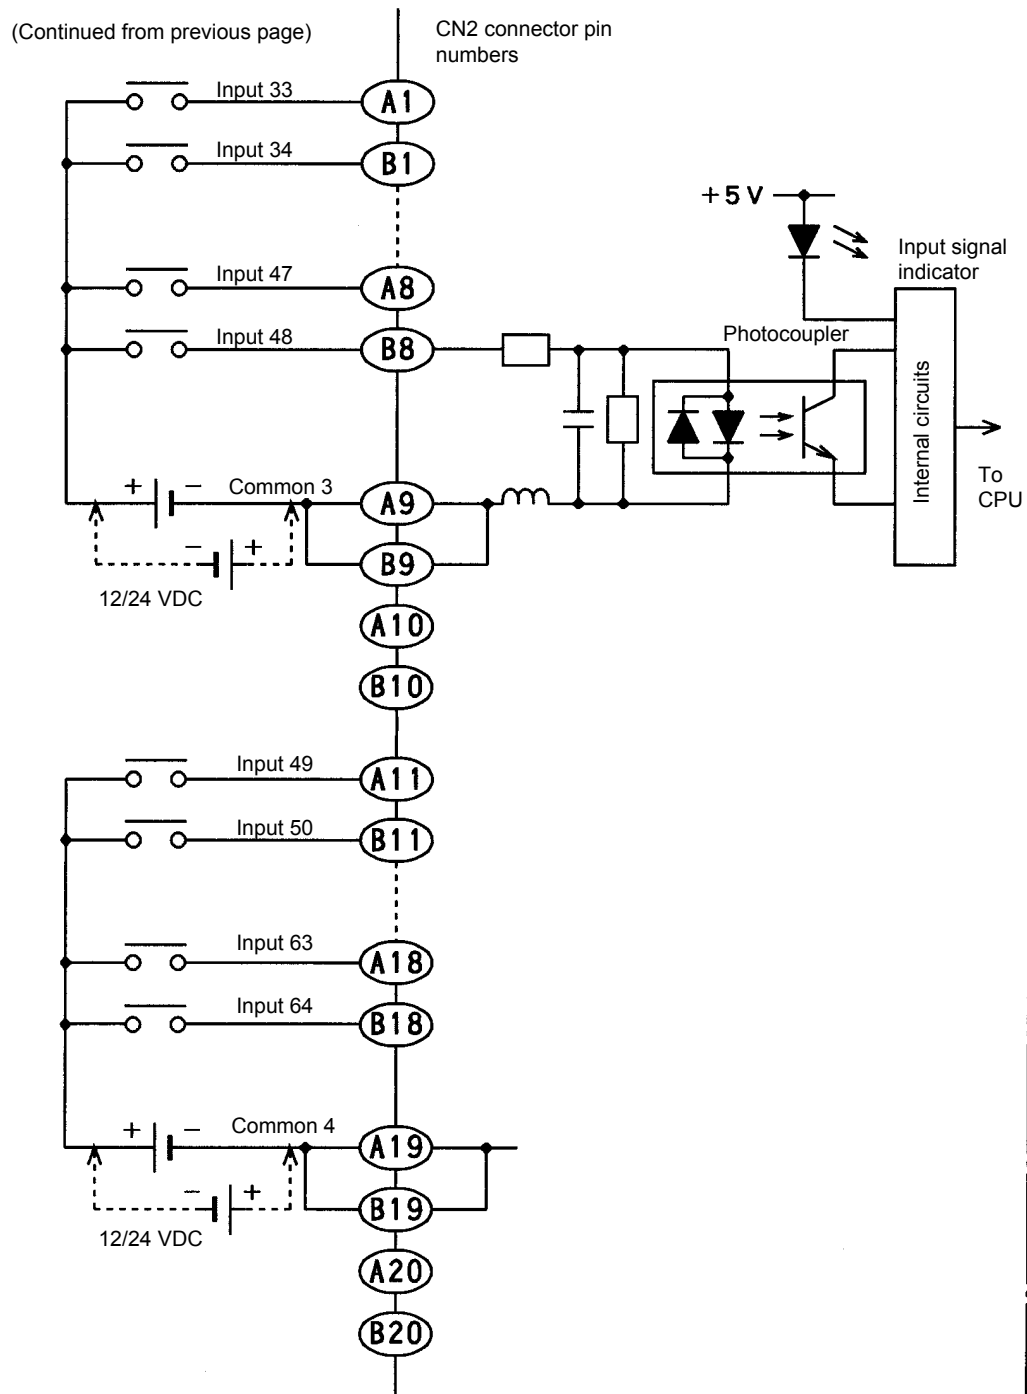 (Continued from previous page)
CN2 connector pin
numbers
Input 33
A1
Input 34
B1
+5 V
Input signal
indicator
Input 47
A8
Photocoupler
Input 48
B8
Internal circuits
To
CPU
+ − Common 3
A9
− +
B9
12/24 VDC
A10
B10
Input 49
A11
Input 50
B11
Input 63
A18
Input 64
B18
+ − Common 4
A19
− +
B19
12/24 VDC
A20
B20